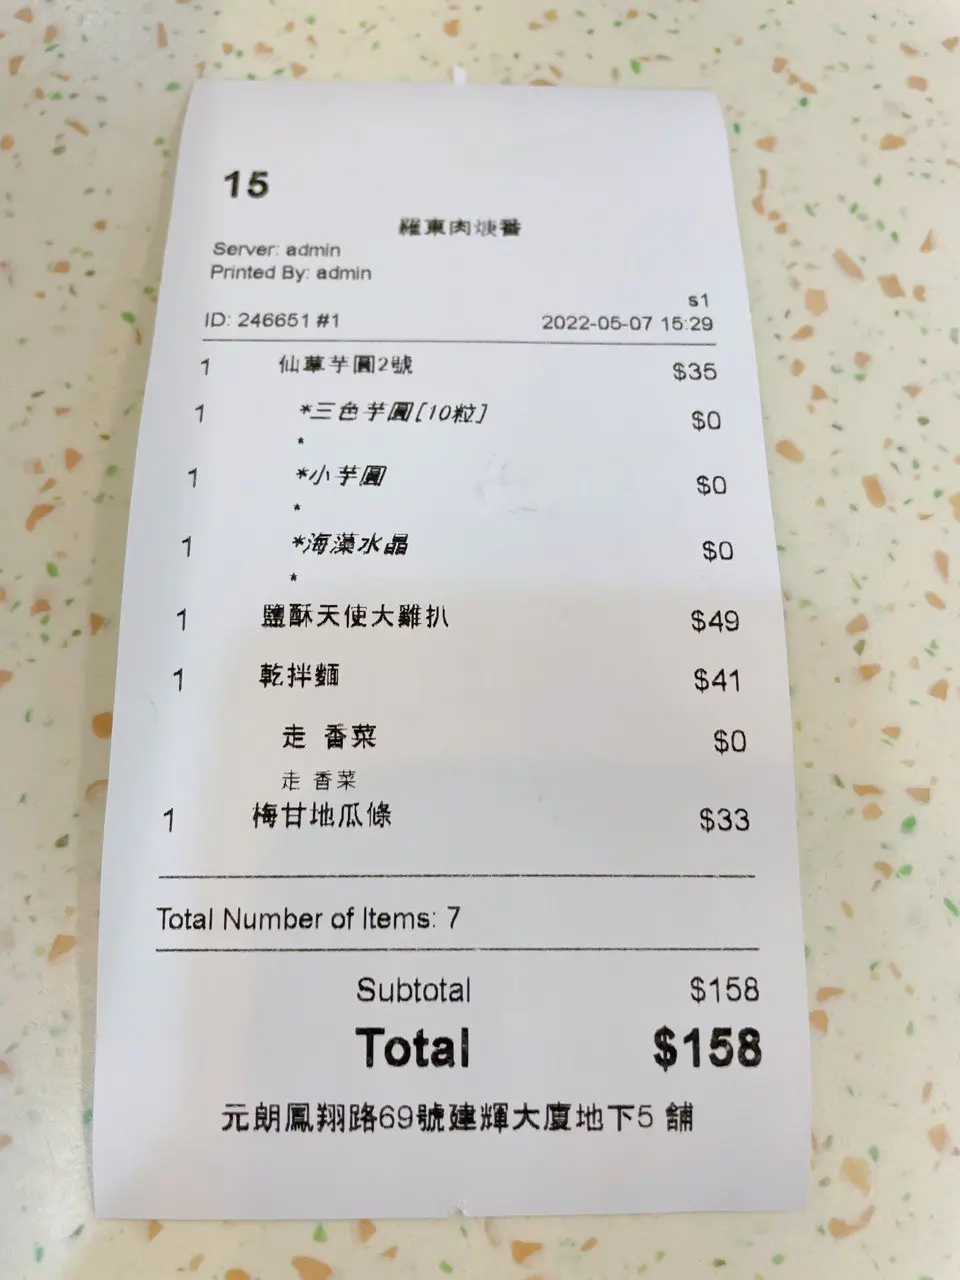 15
羅東肉焿番
Server: admin
Printed By: admin
s1
ID: 246651 #1 2022-05-07 15:29
1 仙草芋圓2號 $35
1 *三色芋圓[10粒] $0
*
1 *小芋圓 $0
*
1 *海藻水晶 $0
*
1 鹽酥天使大雞扒 $49
1 乾拌麵 $41
走 香菜 $0
走 香菜
1 梅甘地瓜條 $33
Total Number of Items: 7
Subtotal $158
Total $158
元朗鳳翔路69號建輝大廈地下5 舖